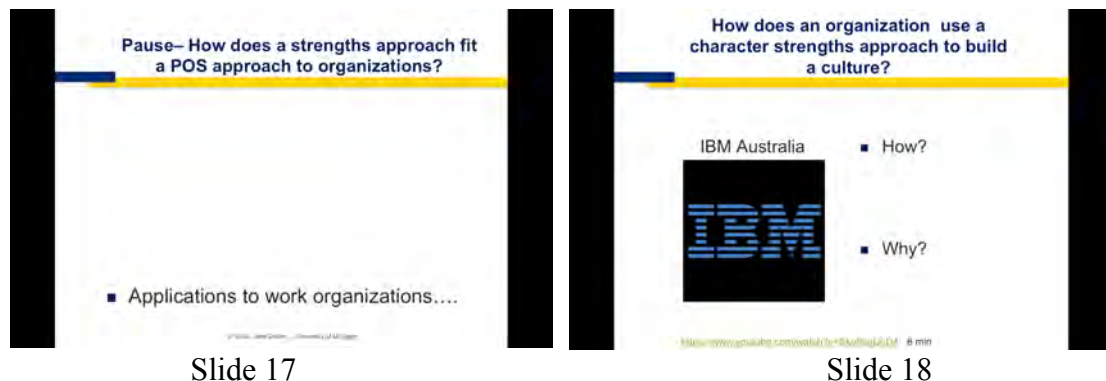 Pause– How does a strengths approach fit
a POS approach to organizations?
▪ Applications to work organizations….
Slide 17
How does an organization use a
character strengths approach to build
a culture?
IBM Australia
▪ How?
IBM
▪ Why?
6 min
Slide 18